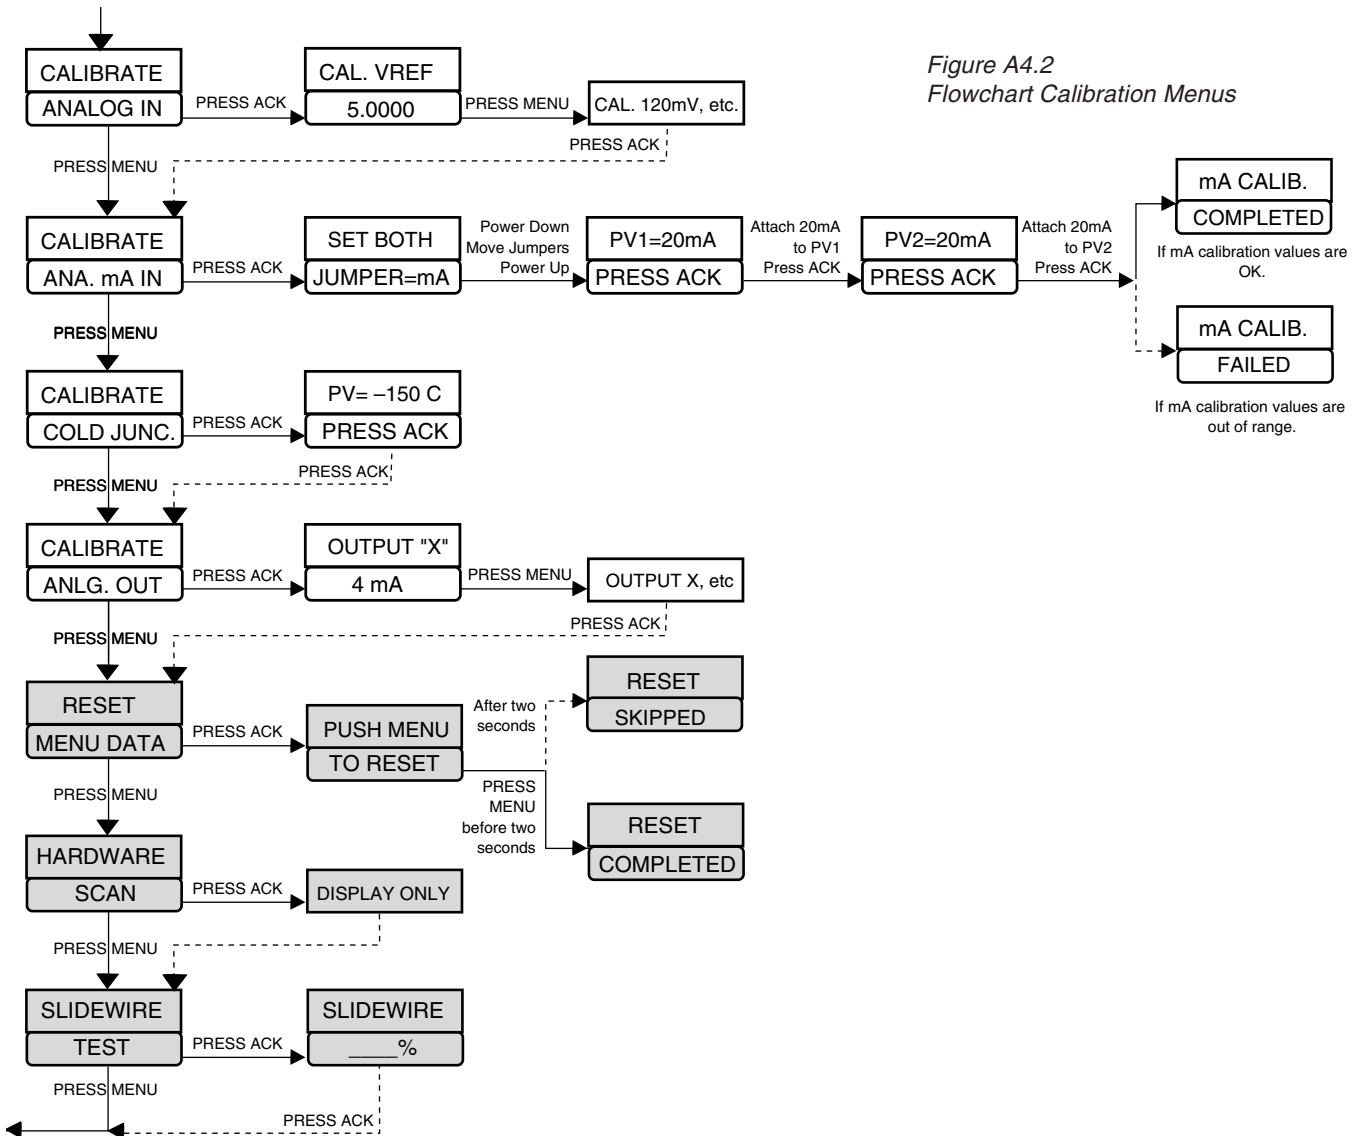 Figure A4.2
Flowchart Calibration Menus
CALIBRATE
ANALOG IN
PRESS ACK
CAL. VREF
5.0000
PRESS MENU
CAL. 120mV, etc.
PRESS ACK
PRESS MENU
CALIBRATE
ANA. mA IN
PRESS ACK
SET BOTH
JUMPER=mA
Power Down
Move Jumpers
Power Up
PV1=20mA
PRESS ACK
Attach 20mA
to PV1
Press ACK
PV2=20mA
PRESS ACK
Attach 20mA
to PV2
Press ACK
mA CALIB.
COMPLETED
If mA calibration values are
OK.
mA CALIB.
FAILED
If mA calibration values are
out of range.
PRESS MENU
CALIBRATE
COLD JUNC.
PRESS ACK
PV= –150 C
PRESS ACK
PRESS ACK
PRESS MENU
CALIBRATE
ANLG. OUT
PRESS ACK
OUTPUT "X"
4 mA
PRESS MENU
OUTPUT X, etc
PRESS ACK
PRESS MENU
RESET
MENU DATA
PRESS ACK
PUSH MENU
TO RESET
After two
seconds
RESET
SKIPPED
PRESS
MENU
before two
seconds
RESET
COMPLETED
PRESS MENU
HARDWARE
SCAN
PRESS ACK
DISPLAY ONLY
PRESS MENU
SLIDEWIRE
TEST
PRESS ACK
SLIDEWIRE
____%
PRESS MENU
PRESS ACK